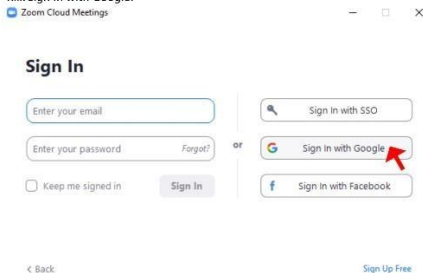 Zoom Cloud Meetings
Sign In
Enter your email
Enter your password Forgot?
Keep me signed in Sign In
or
Sign In with SSO
Sign In with Google
Sign In with Facebook
< Back
Sign Up Free